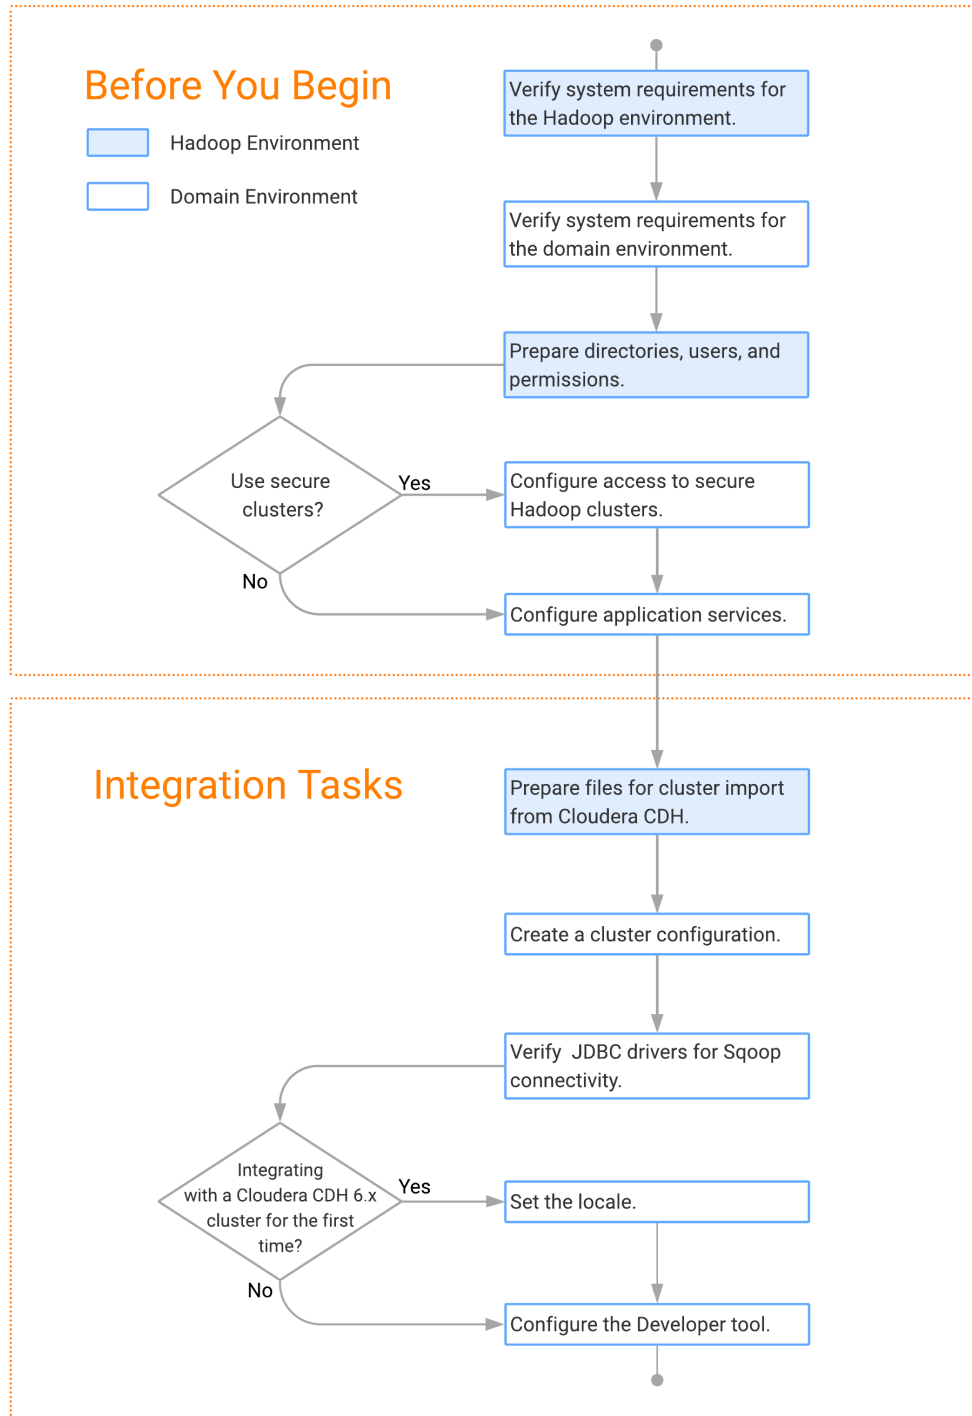 Before You Begin
Hadoop Environment
Domain Environment
Verify system requirements for
the Hadoop environment.
Verify system requirements for
the domain environment.
Prepare directories, users, and
permissions.
Use secure
clusters?
Yes
No
Configure access to secure
Hadoop clusters.
Configure application services.
Integration Tasks
Prepare files for cluster import
from Cloudera CDH.
Create a cluster configuration.
Verify  JDBC drivers for Sqoop
connectivity.
Integrating
with a Cloudera CDH 6.x
cluster for the first
time?
Yes
No
Set the locale.
Configure the Developer tool.